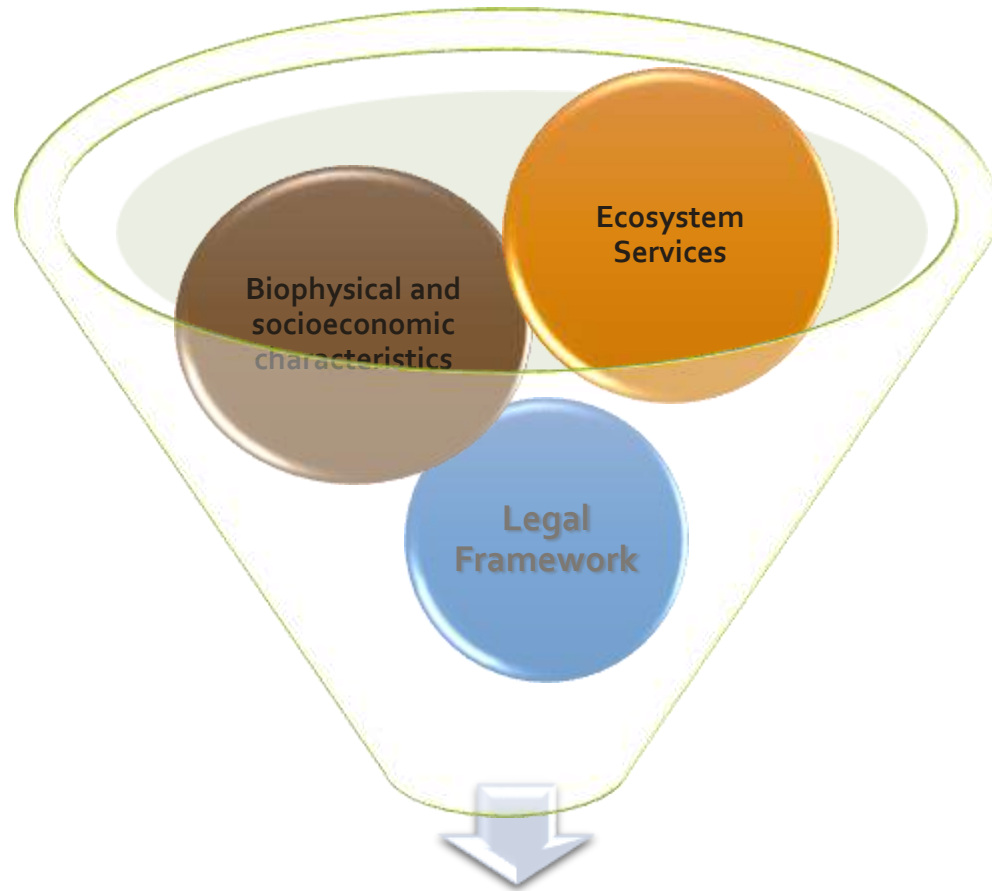 Ecosystem
Services
Biophysical and
socioeconomic
characteristics
Legal
Framework